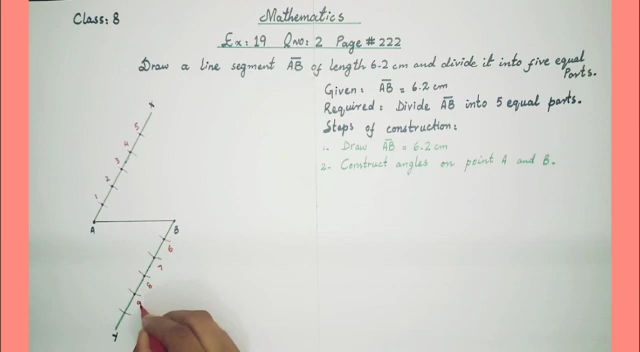 Class: 8
Mathematics
Ex: 19 Q NO: 2 Page # 222
Draw a line segment AB of length 6.2 cm and divide it into five equal
Parts.
Given: AB = 6.2 cm
Required: Divide AB into 5 equal parts.
Steps of construction:
1- Draw AB = 6.2 cm
2- Construct angles on point A and B.
X
5
4
3
2
1
A
B
6
7
8
9
Y